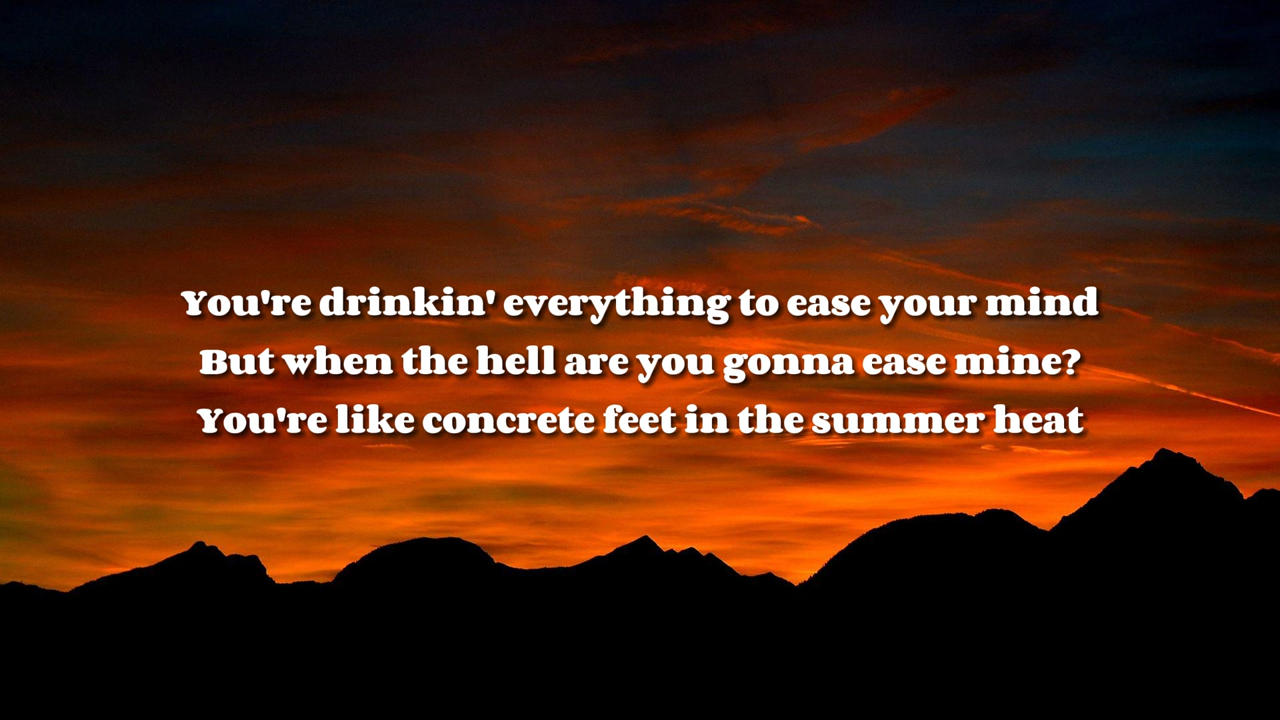 You're drinkin' everything to ease your mind
But when the hell are you gonna ease mine?
You're like concrete feet in the summer heat